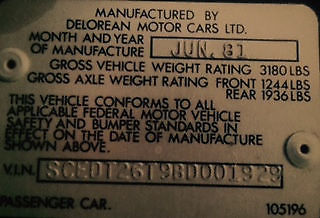 MANUFACTURED BY
DELOREAN MOTOR CARS LTD.
MONTH AND YEAR
OF MANUFACTURE JUN. 81
GROSS VEHICLE WEIGHT RATING 3180 LBS
GROSS AXLE WEIGHT RATING FRONT 1244 LBS
REAR 1936 LBS
THIS VEHICLE CONFORMS TO ALL
APPLICABLE FEDERAL MOTOR VEHICLE
SAFETY AND BUMPER STANDARDS IN
EFFECT ON THE DATE OF MANUFACTURE
SHOWN ABOVE.
V.I.N. SCEDT26T9BD001929
PASSENGER CAR. 105196